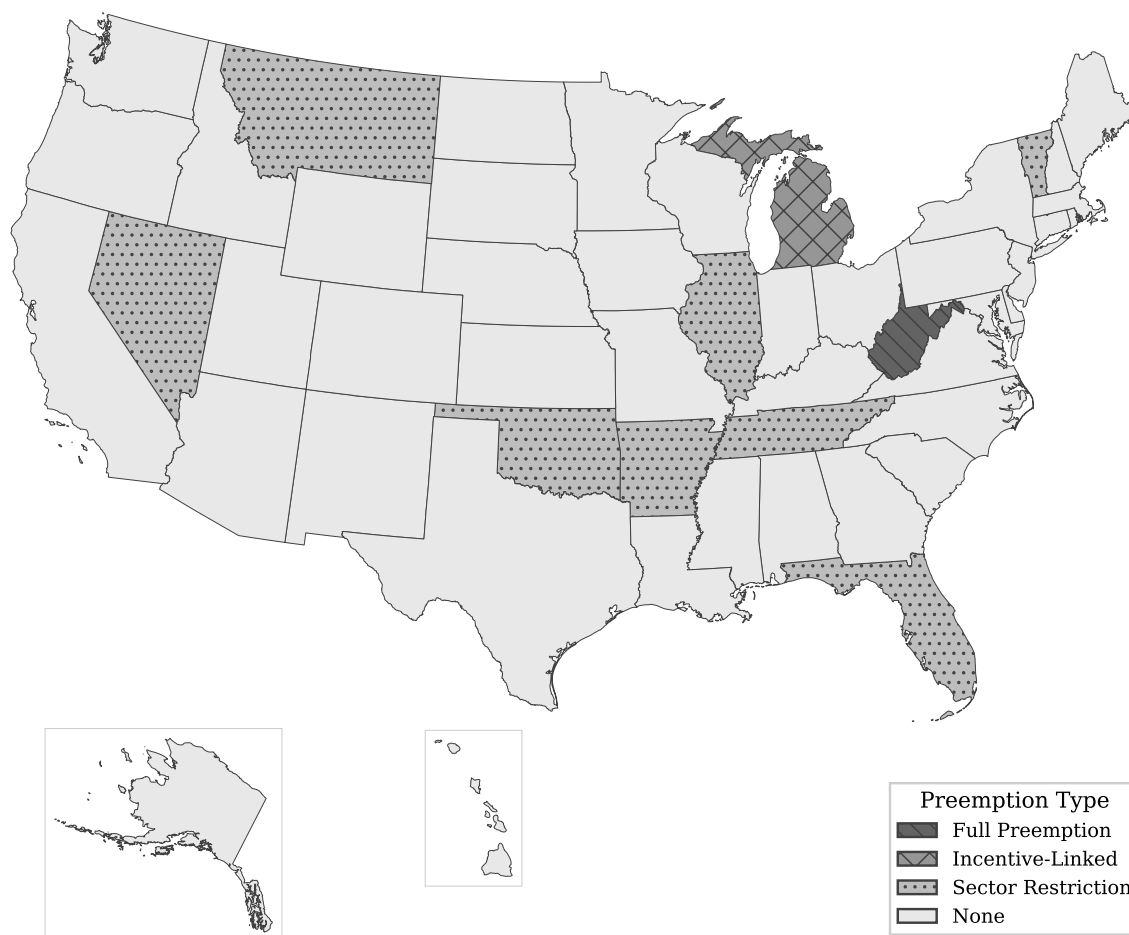 Preemption Type
Full Preemption
Incentive-Linked
Sector Restriction
None